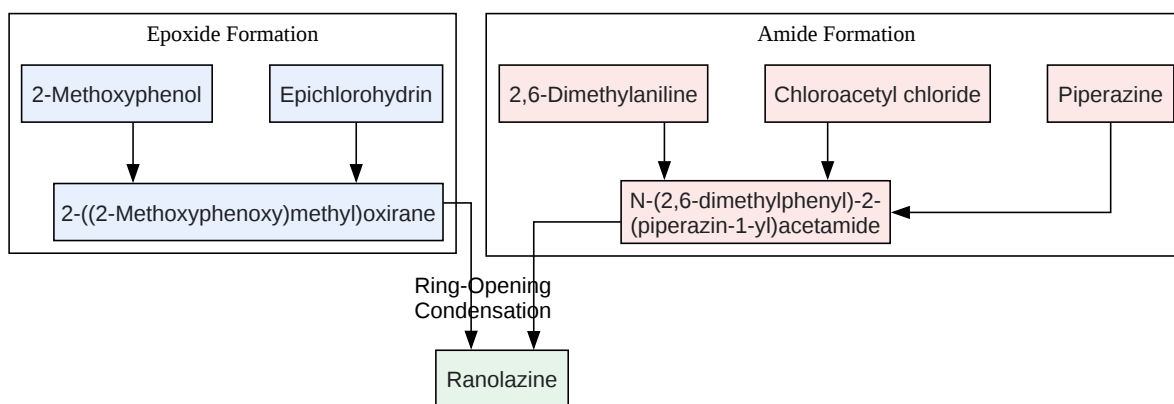 Epoxide Formation
Amide Formation
2-Methoxyphenol
Epichlorohydrin
2,6-Dimethylaniline
Chloroacetyl chloride
Piperazine
2-((2-Methoxyphenoxy)methyl)oxirane
N-(2,6-dimethylphenyl)-2-
(piperazin-1-yl)acetamide
Ring-Opening
Condensation
Ranolazine